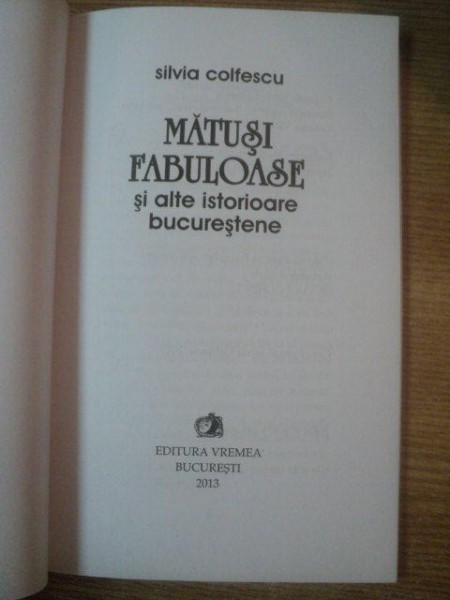 silvia colfescu
MĂTUŞI
FABULOASE
şi alte istorioare
bucureştene
EDITURA VREMEA
BUCUREŞTI
2013